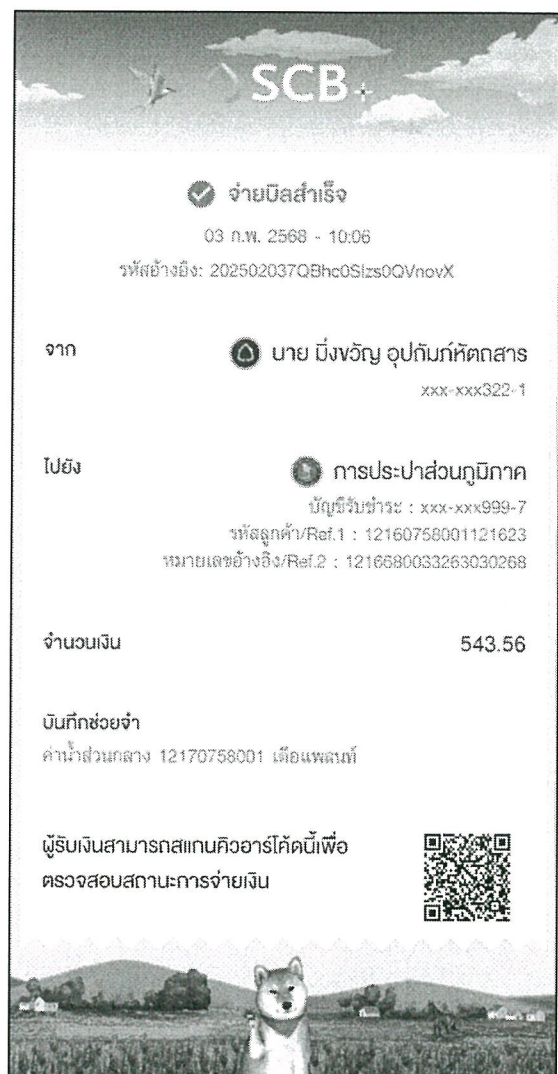 SCB
จ่ายบิลสำเร็จ
03 ก.พ. 2568 - 10:06
รหัสอ้างอิง: 202502037QBhc0SIzs0QVnovX
จาก
นาย มิ่งขวัญ อุปถัมภ์หัตถสาร
xxx-xxx322-1
ไปยัง
การประปาส่วนภูมิภาค
บัญชีรับชำระ : xxx-xxx999-7
รหัสลูกค้า/Ref.1 : 12160758001121623
หมายเลขอ้างอิง/Ref.2 : 1216680033263030268
จำนวนเงิน
543.56
บันทึกช่วยจำ
ค่าน้ำส่วนกลาง 12170758001 เดือะแพลนท์
ผู้รับเงินสามารถสแกนคิวอาร์โค้ดนี้เพื่อ
ตรวจสอบสถานะการจ่ายเงิน